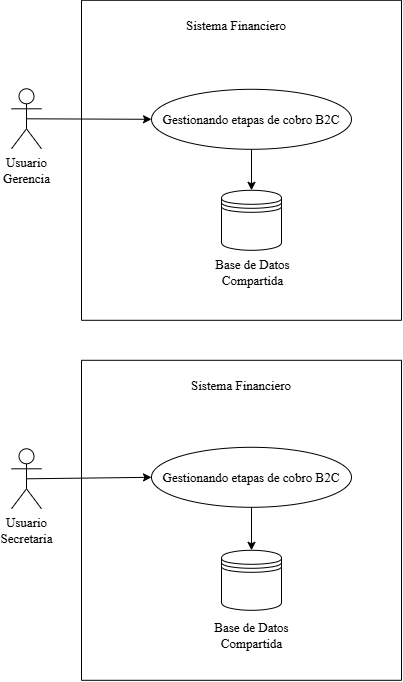 Sistema Financiero
Gestionando etapas de cobro B2C
Usuario
Gerencia
Base de Datos
Compartida
Sistema Financiero
Gestionando etapas de cobro B2C
Usuario
Secretaria
Base de Datos
Compartida